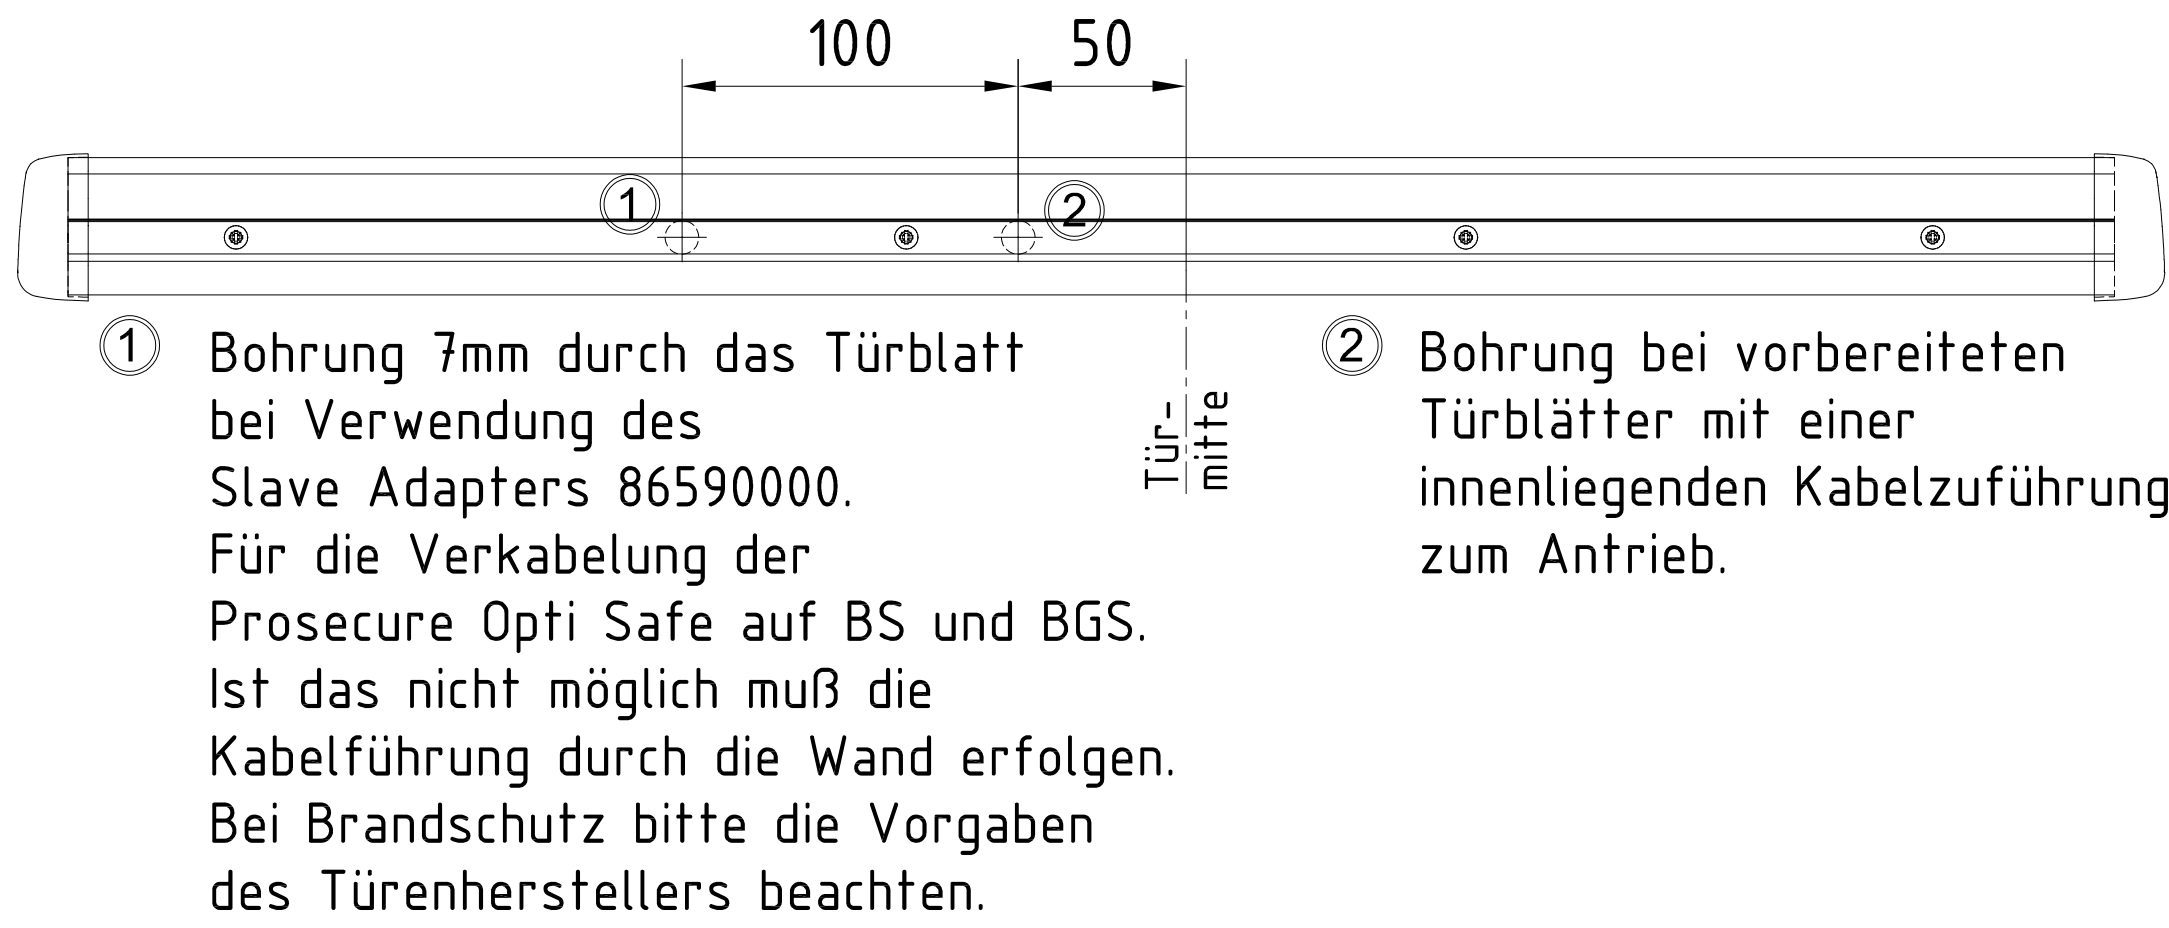 100
50
1
2
1
Bohrung 7mm durch das Türblatt
bei Verwendung des
Slave Adapters 86590000.
Für die Verkabelung der
Prosecure Opti Safe auf BS und BGS.
Ist das nicht möglich muß die
Kabelführung durch die Wand erfolgen.
Bei Brandschutz bitte die Vorgaben
des Türenherstellers beachten.
Tür-
mitte
2
Bohrung bei vorbereiteten
Türblätter mit einer
innenliegenden Kabelzuführung
zum Antrieb.